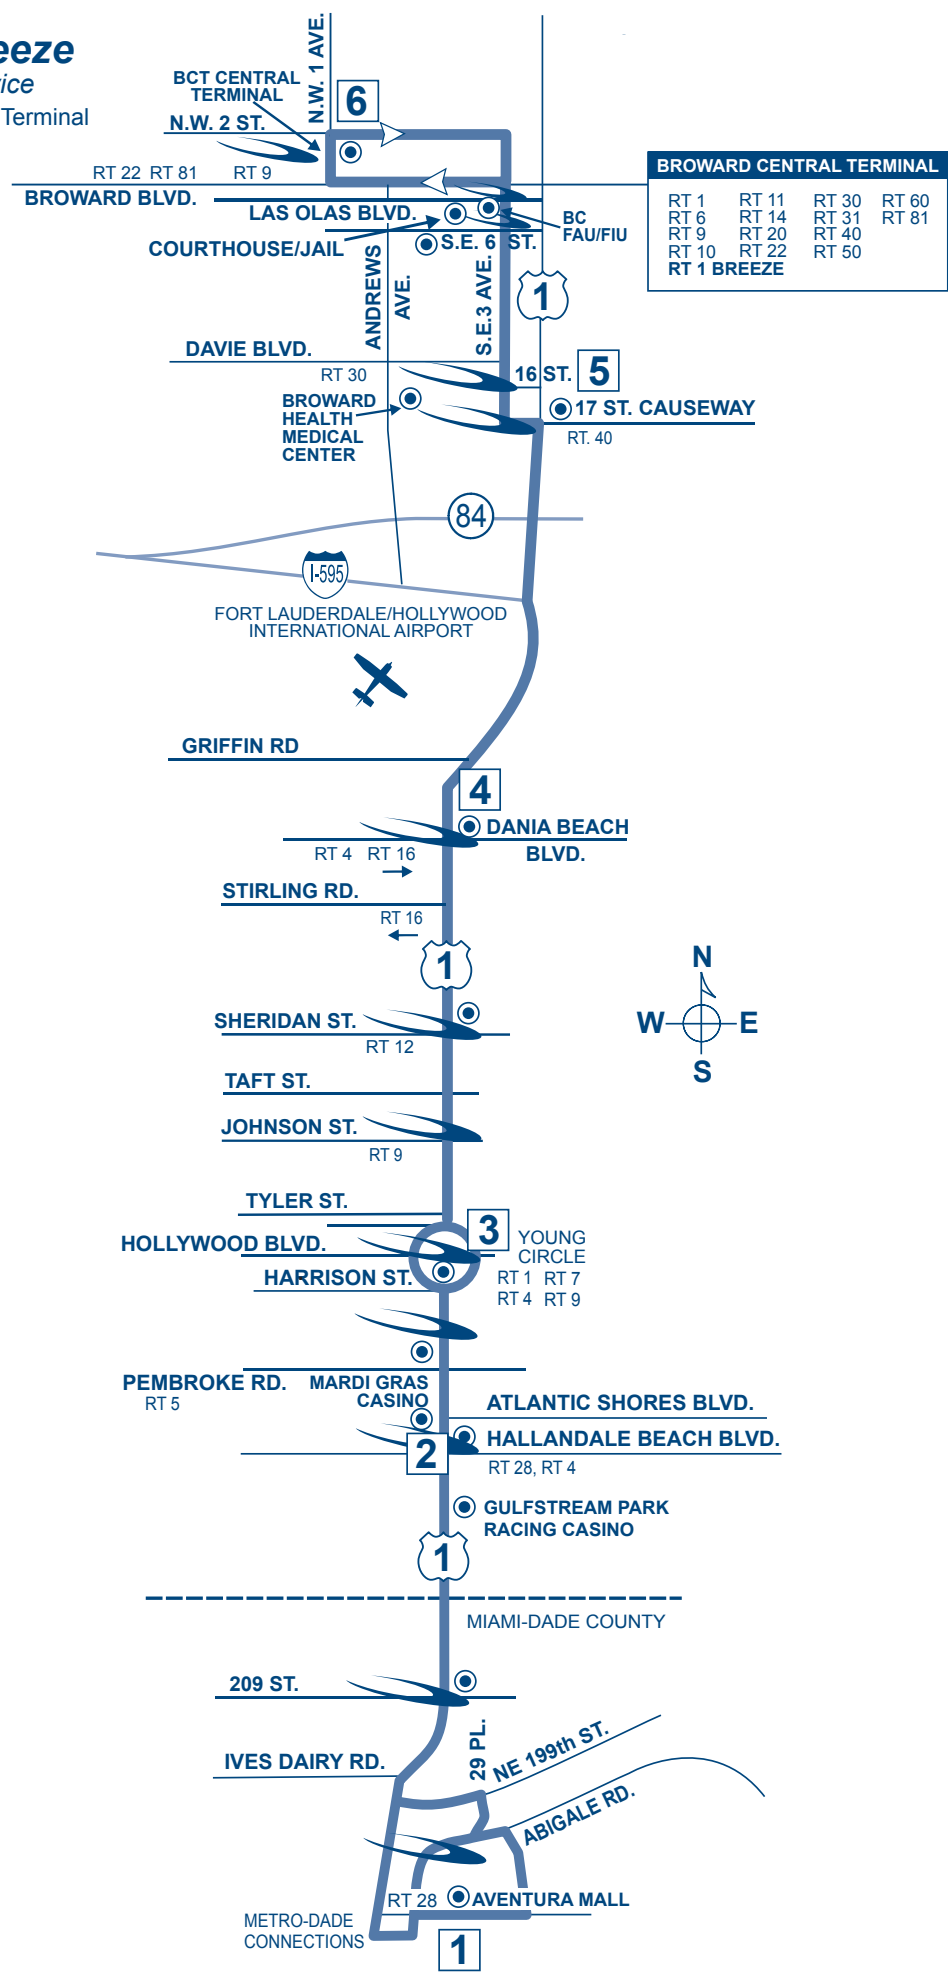 eeze
vice
Terminal
N.W. 1 AVE.
BCT CENTRAL
TERMINAL
6
N.W. 2 ST.
RT 22 RT 81 RT 9
BROWARD BLVD.
LAS OLAS BLVD.
COURTHOUSE/JAIL
S.E. 6 ST.
BC
FAU/FIU
BROWARD CENTRAL TERMINAL
RT 1 RT 11 RT 30 RT 60
RT 6 RT 14 RT 31 RT 81
RT 9 RT 20 RT 40
RT 10 RT 22 RT 50
RT 1 BREEZE
ANDREWS
AVE.
S.E.3 AVE.
1
DAVIE BLVD.
RT 30
16 ST.
5
BROWARD
HEALTH
MEDICAL
CENTER
17 ST. CAUSEWAY
RT. 40
84
I-595
FORT LAUDERDALE/HOLLYWOOD
INTERNATIONAL AIRPORT
GRIFFIN RD
4
DANIA BEACH
BLVD.
RT 4 RT 16
STIRLING RD.
RT 16
1
N
W E
S
SHERIDAN ST.
RT 12
TAFT ST.
JOHNSON ST.
RT 9
TYLER ST.
3
HOLLYWOOD BLVD.
YOUNG
CIRCLE
HARRISON ST.
RT 1 RT 7
RT 4 RT 9
PEMBROKE RD.
RT 5
MARDI GRAS
CASINO
ATLANTIC SHORES BLVD.
2
HALLANDALE BEACH BLVD.
RT 28, RT 4
GULFSTREAM PARK
RACING CASINO
1
MIAMI-DADE COUNTY
209 ST.
29 PL.
NE 199th ST.
IVES DAIRY RD.
ABIGALE RD.
RT 28
AVENTURA MALL
METRO-DADE
CONNECTIONS
1